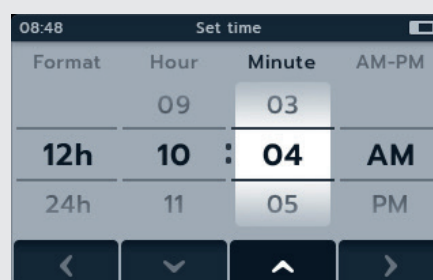 08:48 Set time
Format Hour Minute AM-PM
09 03
12h 10 : 04 AM
24h 11 05 PM